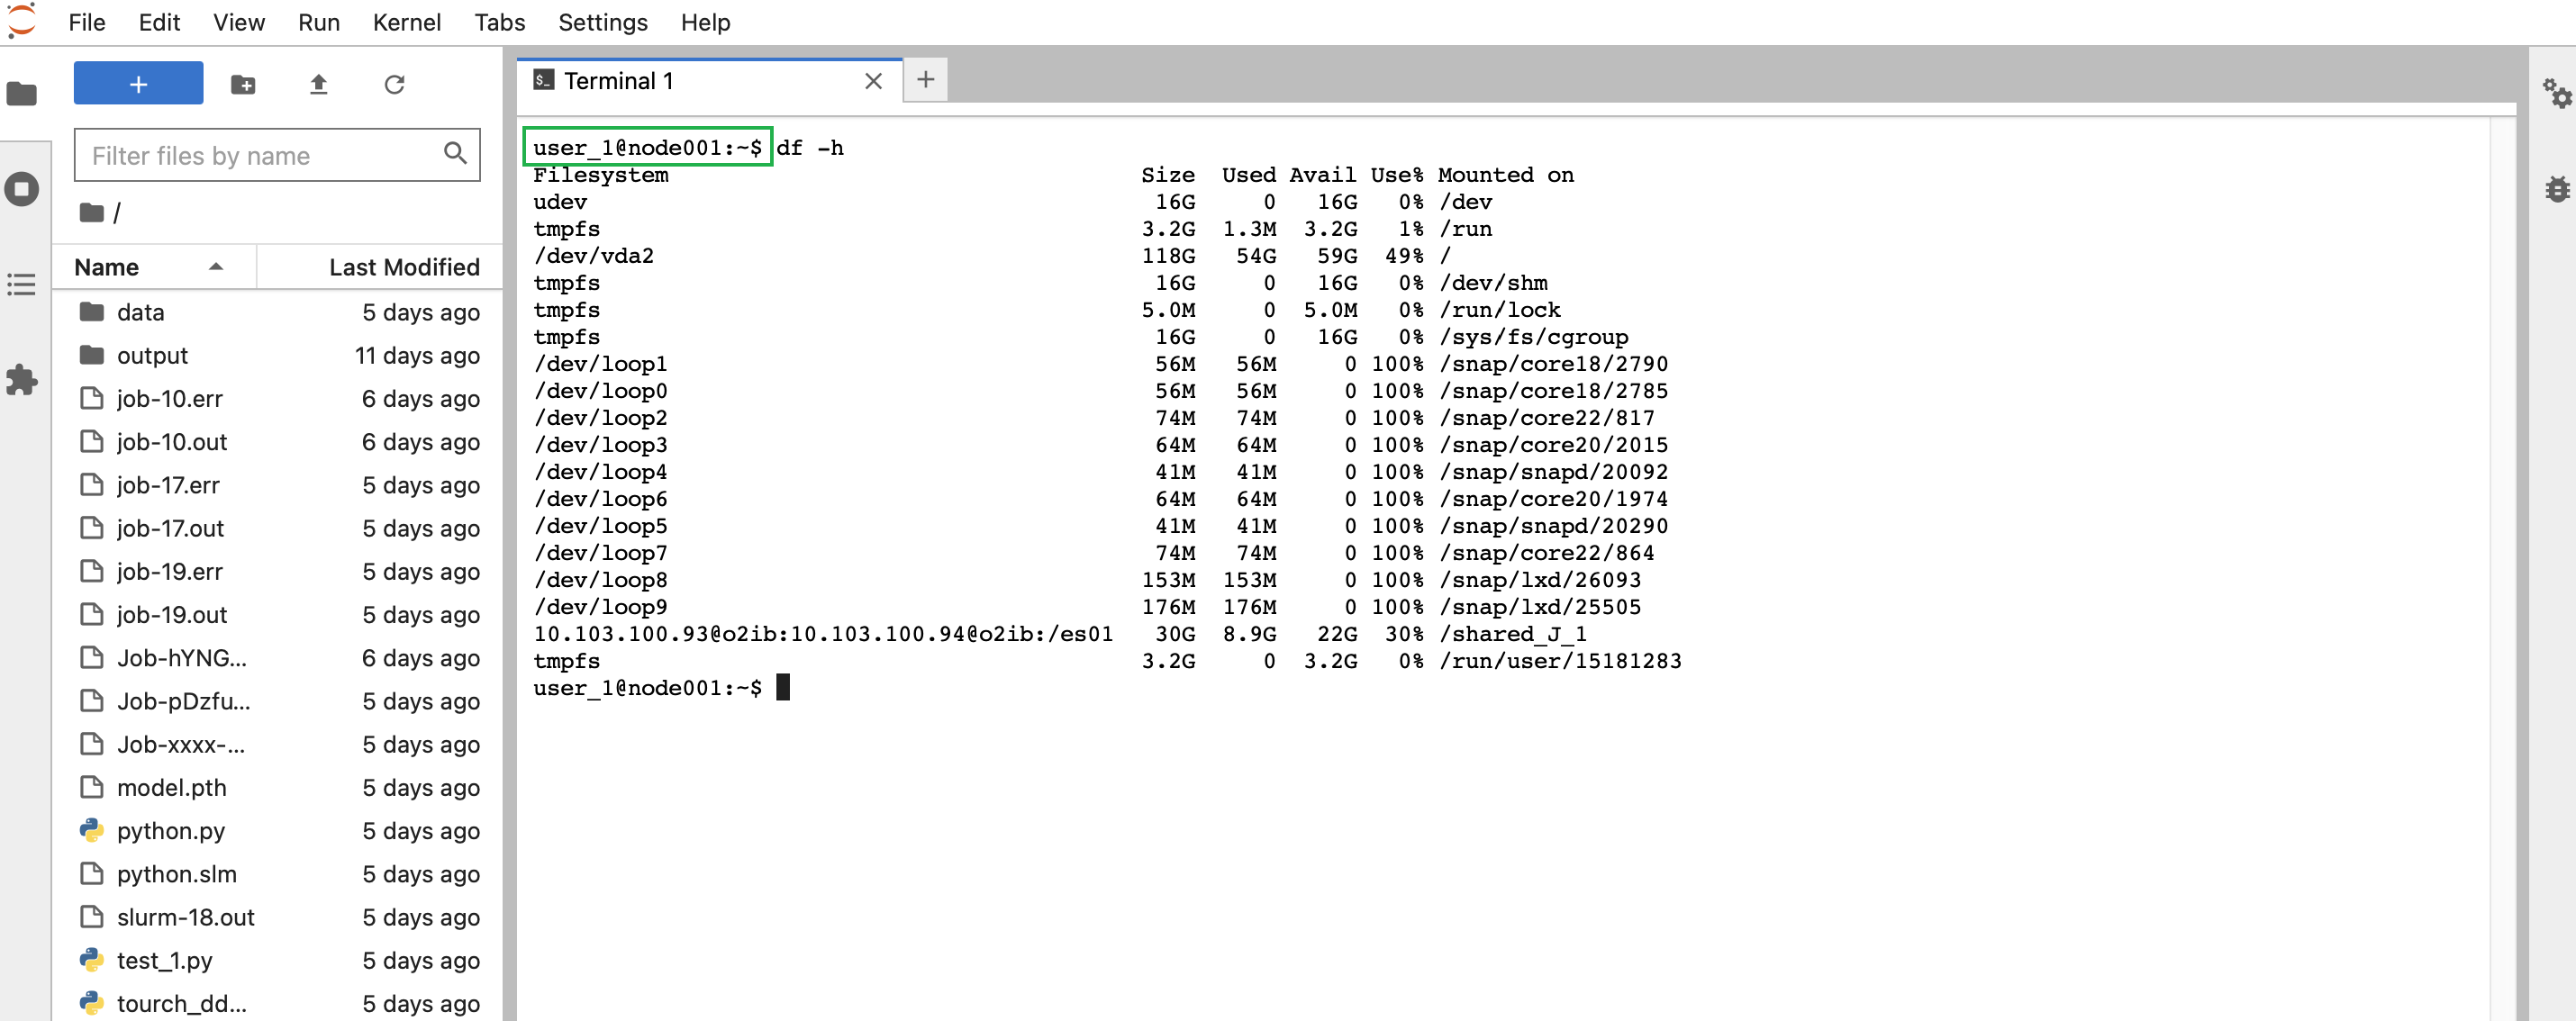 File Edit View Run Kernel Tabs Settings Help
+
Filter files by name
/
Name Last Modified
data 5 days ago
output 11 days ago
job-10.err 6 days ago
job-10.out 6 days ago
job-17.err 5 days ago
job-17.out 5 days ago
job-19.err 5 days ago
job-19.out 5 days ago
Job-hYNG... 6 days ago
Job-pDzfu... 5 days ago
Job-xxxx-... 5 days ago
model.pth 5 days ago
python.py 5 days ago
python.slm 5 days ago
slurm-18.out 5 days ago
test_1.py 5 days ago
tourch_dd... 5 days ago
$_ Terminal 1 +
user_1@node001:~$ df -h
Filesystem Size Used Avail Use% Mounted on
udev 16G 0 16G 0% /dev
tmpfs 3.2G 1.3M 3.2G 1% /run
/dev/vda2 118G 54G 59G 49% /
tmpfs 16G 0 16G 0% /dev/shm
tmpfs 5.0M 0 5.0M 0% /run/lock
tmpfs 16G 0 16G 0% /sys/fs/cgroup
/dev/loop1 56M 56M 0 100% /snap/core18/2790
/dev/loop0 56M 56M 0 100% /snap/core18/2785
/dev/loop2 74M 74M 0 100% /snap/core22/817
/dev/loop3 64M 64M 0 100% /snap/core20/2015
/dev/loop4 41M 41M 0 100% /snap/snapd/20092
/dev/loop6 64M 64M 0 100% /snap/core20/1974
/dev/loop5 41M 41M 0 100% /snap/snapd/20290
/dev/loop7 74M 74M 0 100% /snap/core22/864
/dev/loop8 153M 153M 0 100% /snap/lxd/26093
/dev/loop9 176M 176M 0 100% /snap/lxd/25505
10.103.100.93@o2ib:10.103.100.94@o2ib:/es01 30G 8.9G 22G 30% /shared_J_1
tmpfs 3.2G 0 3.2G 0% /run/user/15181283
user_1@node001:~$